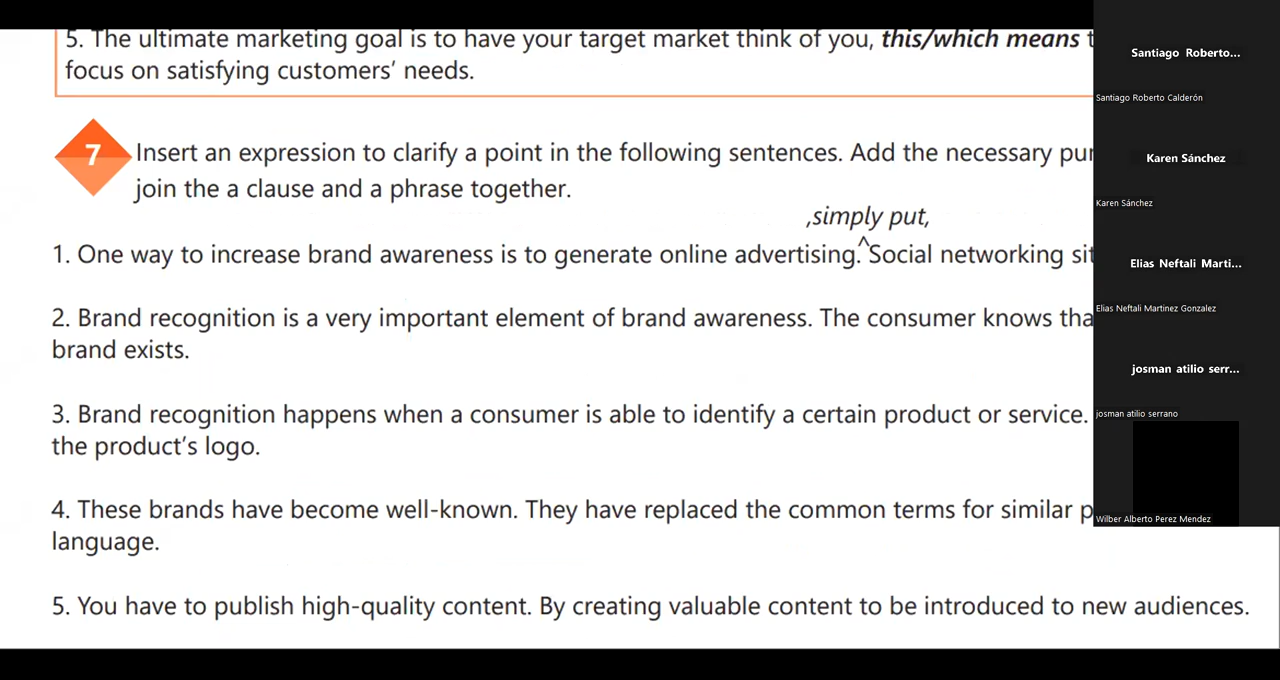 5. The ultimate marketing goal is to have your target market think of you, this/which means
focus on satisfying customers’ needs.
7
Insert an expression to clarify a point in the following sentences. Add the necessary
join the a clause and a phrase together.
,simply put,
^
1. One way to increase brand awareness is to generate online advertising. Social networking
2. Brand recognition is a very important element of brand awareness. The consumer knows
brand exists.
3. Brand recognition happens when a consumer is able to identify a certain product or service.
the product’s logo.
4. These brands have become well-known. They have replaced the common terms for similar
language.
5. You have to publish high-quality content. By creating valuable content to be introduced to new audiences.
Santiago Roberto...
Santiago Roberto Calderón
Karen Sánchez
Karen Sánchez
Elias Neftali Marti...
Elias Neftali Martinez Gonzalez
josman atilio serr...
josman atilio serrano
Wilber Alberto Perez Mendez